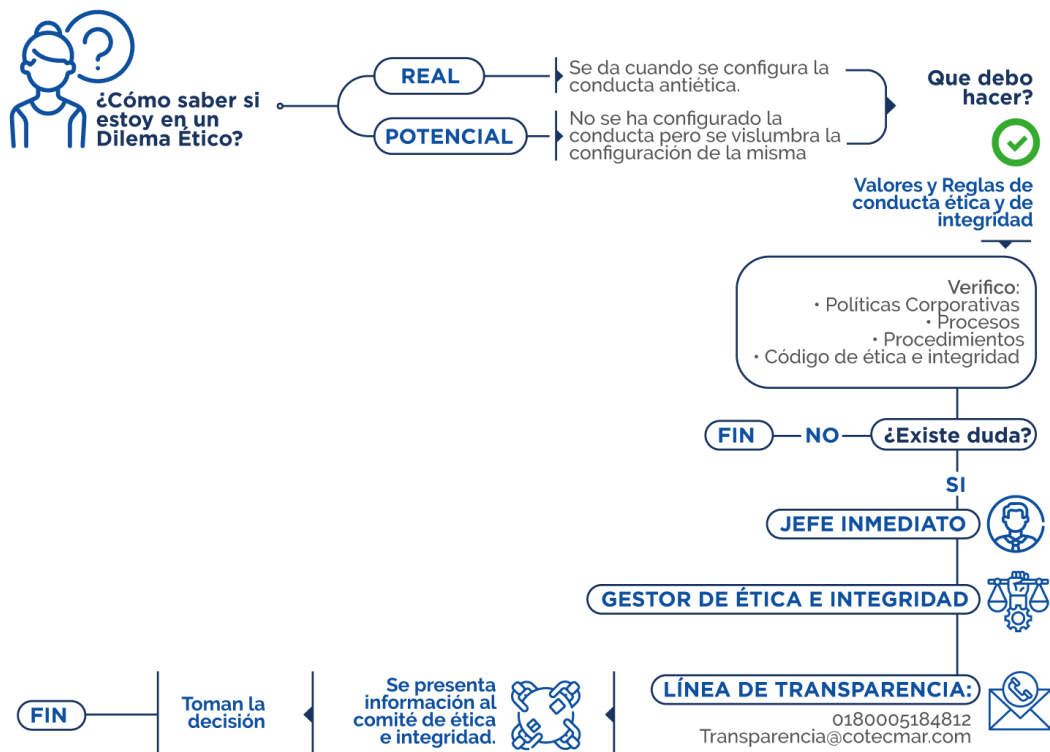 ¿Cómo saber si
estoy en un
Dilema Ético?
REAL
Se da cuando se configura la
conducta antiética.
POTENCIAL
No se ha configurado la
conducta pero se vislumbra la
configuración de la misma
Que debo
hacer?
Valores y Reglas de
conducta ética y de
integridad
Verifico:
• Políticas Corporativas
• Procesos
• Procedimientos
• Código de ética e integridad
¿Existe duda?
NO
FIN
SI
JEFE INMEDIATO
GESTOR DE ÉTICA E INTEGRIDAD
LÍNEA DE TRANSPARENCIA:
0180005184812
Transparencia@cotecmar.com
Se presenta
información al
comité de ética
e integridad.
Toman la
decisión
FIN